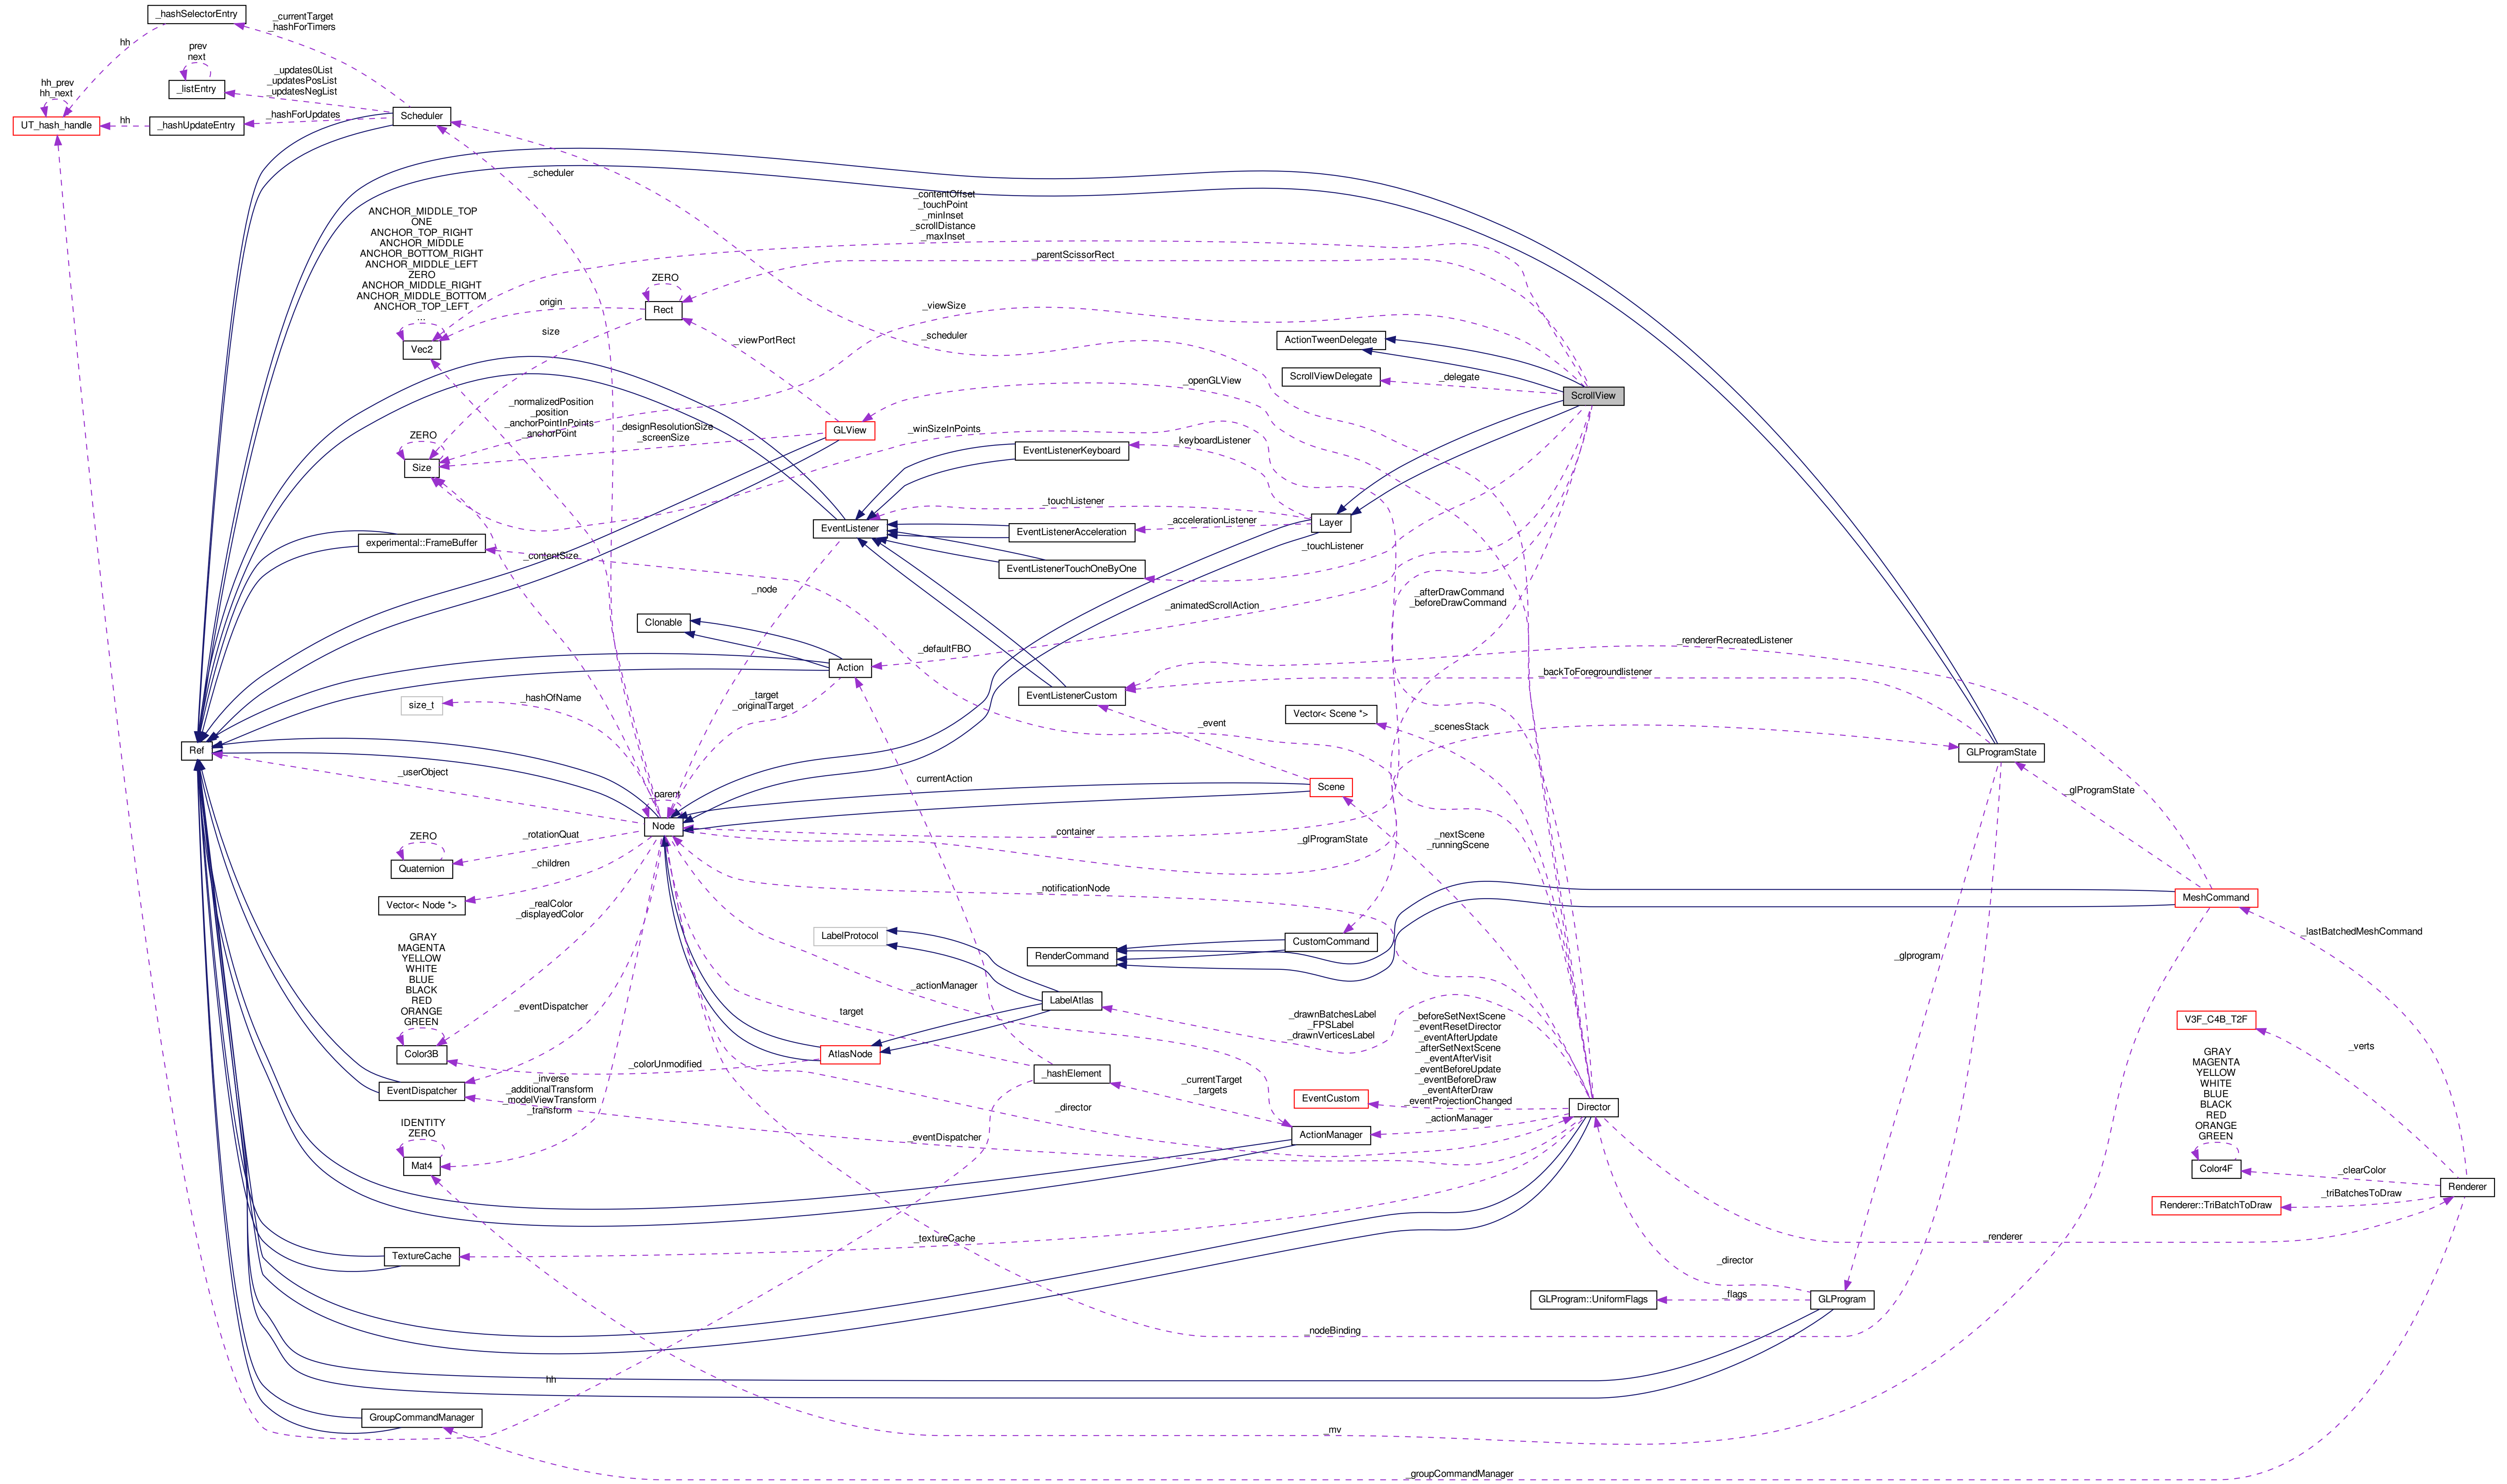 _hashSelectorEntry
_currentTarget
_hashForTimers
hh
prev
next
_listEntry
_updates0List
_updatesPosList
_updatesNegList
hh_prev
hh_next
UT_hash_handle
hh
_hashUpdateEntry
_hashForUpdates
Scheduler
_scheduler
_contentOffset
_touchPoint
_minInset
_scrollDistance
_maxInset
ANCHOR_MIDDLE_TOP
ONE
ANCHOR_TOP_RIGHT
ANCHOR_MIDDLE
ANCHOR_BOTTOM_RIGHT
ANCHOR_MIDDLE_LEFT
ZERO
ANCHOR_MIDDLE_RIGHT
ANCHOR_MIDDLE_BOTTOM
ANCHOR_TOP_LEFT
...
Vec2
origin
size
ZERO
Rect
_parentScissorRect
_viewSize
_viewPortRect
_scheduler
ActionTweenDelegate
ScrollViewDelegate
_delegate
ScrollView
_openGLView
_normalizedPosition
_position
_anchorPointInPoints
_anchorPoint
_designResolutionSize
_screenSize
GLView
_winSizeInPoints
ZERO
Size
EventListenerKeyboard
_keyboardListener
_touchListener
EventListener
EventListenerAcceleration
_accelerationListener
Layer
experimental::FrameBuffer
_contentSize
EventListenerTouchOneByOne
_touchListener
_node
_animatedScrollAction
_afterDrawCommand
_beforeDrawCommand
Clonable
Action
_defaultFBO
_rendererRecreatedListener
_backToForegroundlistener
size_t
_hashOfName
_target
_originalTarget
EventListenerCustom
Vector< Scene *>
_event
_scenesStack
Ref
GLProgramState
_userObject
currentAction
Scene
_glProgramState
_parent
Node
_container
_glProgramState
_nextScene
_runningScene
ZERO
Quaternion
_rotationQuat
_children
Vector< Node *>
_notificationNode
MeshCommand
_realColor
_displayedColor
LabelProtocol
RenderCommand
CustomCommand
_lastBatchedMeshCommand
GRAY
MAGENTA
YELLOW
WHITE
BLUE
BLACK
RED
ORANGE
GREEN
Color3B
_eventDispatcher
_actionManager
LabelAtlas
target
_drawnBatchesLabel
_FPSLabel
_drawnVerticesLabel
_glprogram
V3F_C4B_T2F
_verts
AtlasNode
_colorUnmodified
_hashElement
_currentTarget
_targets
_beforeSetNextScene
_eventResetDirector
_eventAfterUpdate
_afterSetNextScene
_eventAfterVisit
_eventBeforeUpdate
_eventBeforeDraw
_eventAfterDraw
_eventProjectionChanged
EventCustom
Director
EventDispatcher
_inverse
_additionalTransform
_modelViewTransform
_transform
_director
_eventDispatcher
ActionManager
_actionManager
IDENTITY
ZERO
Mat4
GRAY
MAGENTA
YELLOW
WHITE
BLUE
BLACK
RED
ORANGE
GREEN
Color4F
_clearColor
Renderer
Renderer::TriBatchToDraw
_triBatchesToDraw
TextureCache
_textureCache
_renderer
_director
GLProgram::UniformFlags
_flags
GLProgram
_nodeBinding
hh
GroupCommandManager
_mv
_groupCommandManager